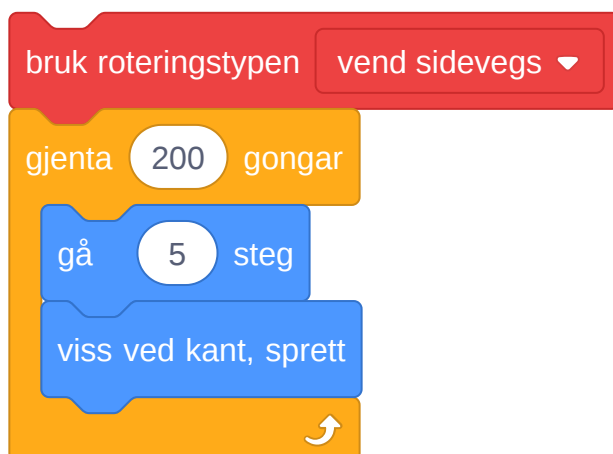 bruk roteringstypen vend sidevegs
gjenta 200 gongar
gå 5 steg
viss ved kant, sprett